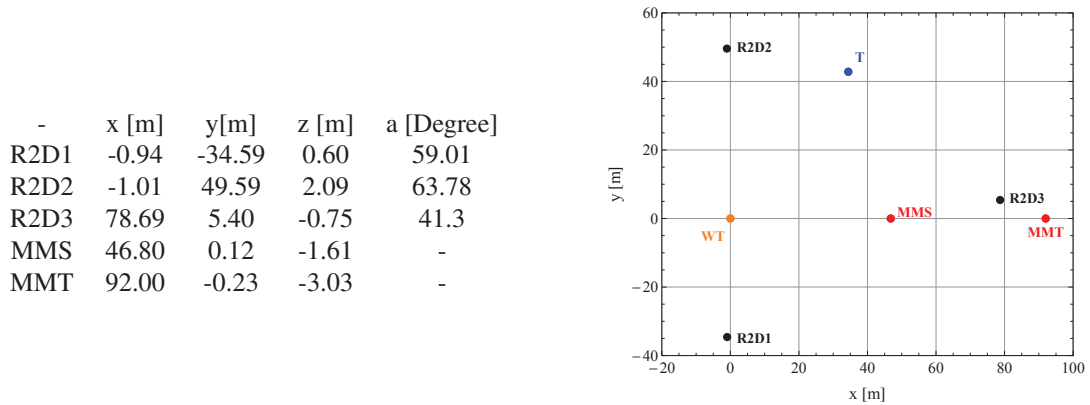 - x [m] y[m] z [m] a [Degree]
R2D1 -0.94 -34.59 0.60 59.01
R2D2 -1.01 49.59 2.09 63.78
R2D3 78.69 5.40 -0.75 41.3
MMS 46.80 0.12 -1.61 -
MMT 92.00 -0.23 -3.03 -
60
R2D2
T
40
20
y [m]
R2D3
MMS
0
WT
MMT
−20
R2D1
−40
−20 0 20 40 60 80 100
x [m]